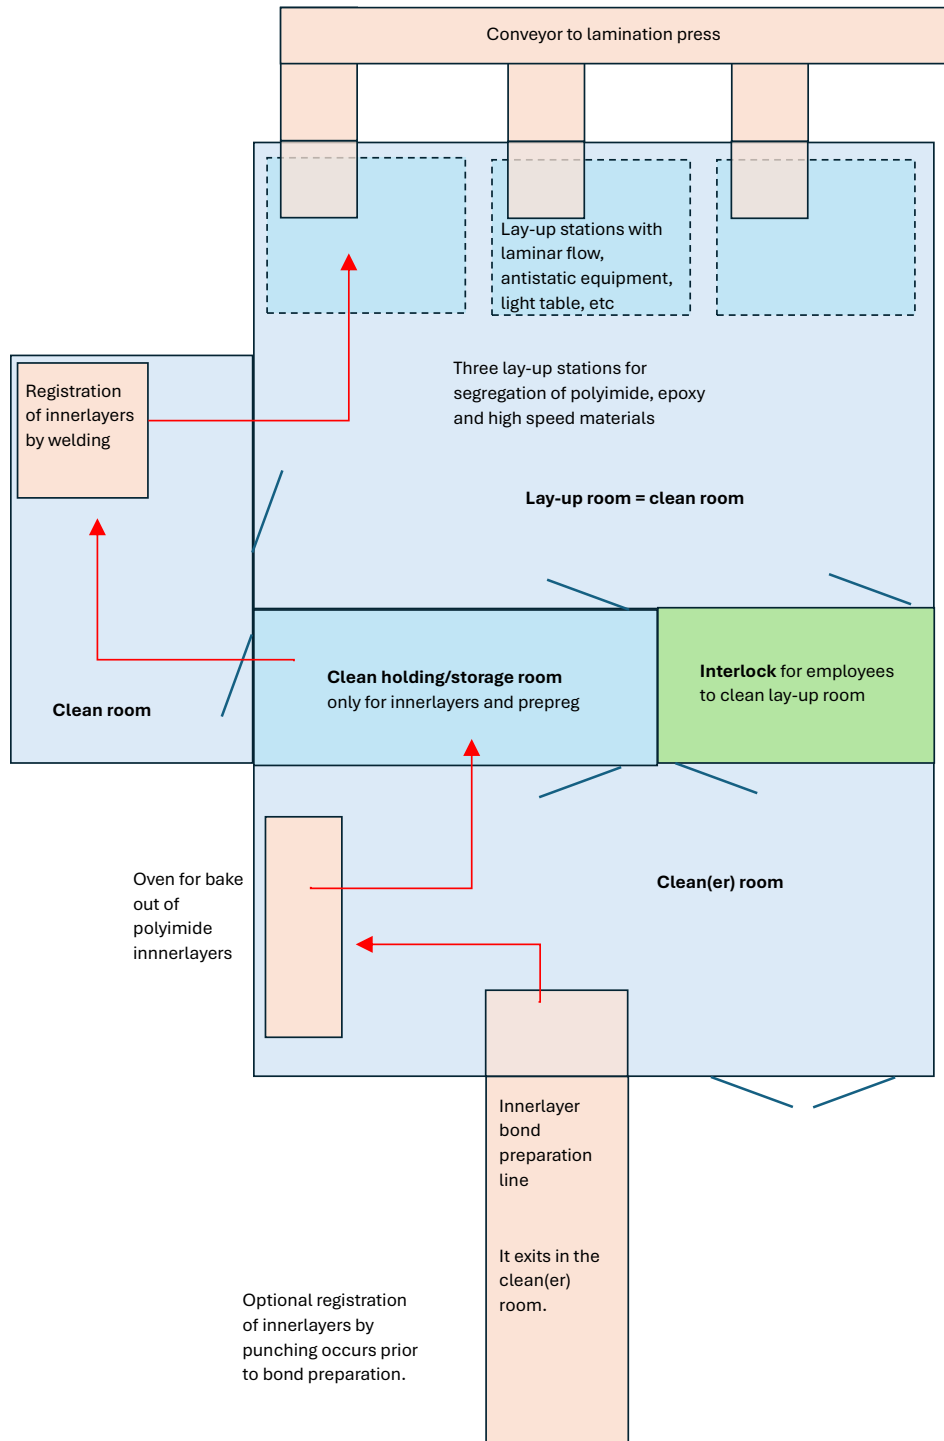 Conveyor to lamination press
Lay-up stations with
laminar flow,
antistatic equipment,
light table, etc
Three lay-up stations for
segregation of polyimide, epoxy
and high speed materials
Registration
of innerlayers
by welding
Lay-up room = clean room
Clean holding/storage room
only for innerlayers and prepreg
Interlock for employees
to clean lay-up room
Clean room
Oven for bake
out of
polyimide
innnerlayers
Clean(er) room
Innerlayer
bond
preparation
line
It exits in the
clean(er)
room.
Optional registration
of innerlayers by
punching occurs prior
to bond preparation.